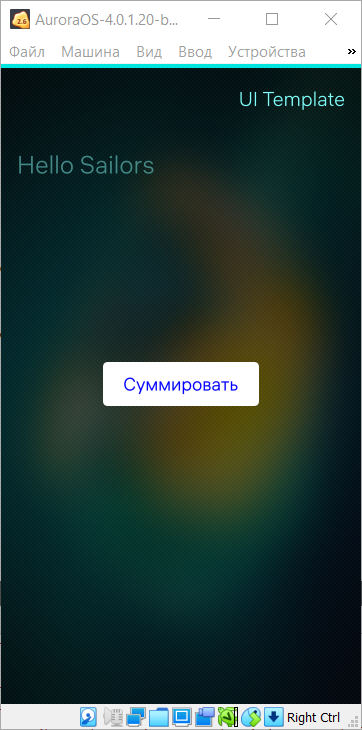 AuroraOS-4.0.1.20-b...
Файл Машина Вид Ввод Устройства »
UI Template
Hello Sailors
Суммировать
Right Ctrl